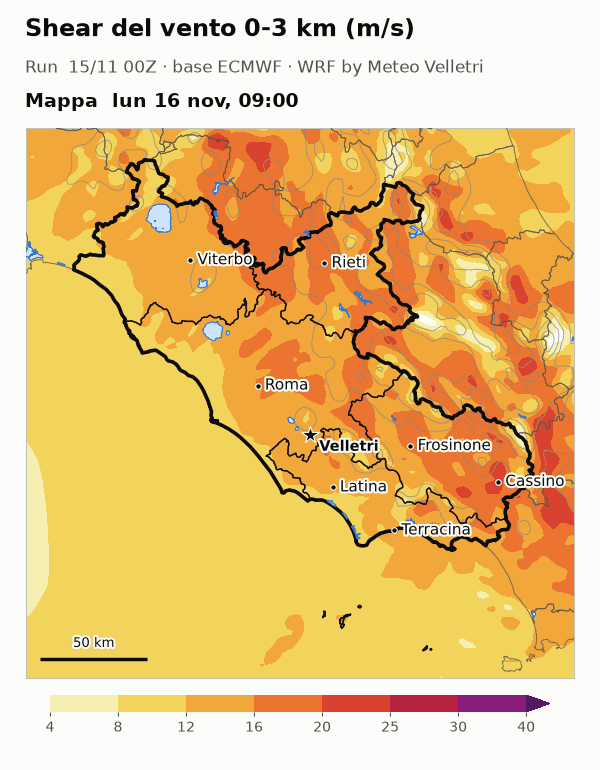 Shear del vento 0-3 km (m/s)
Run  15/11 00Z · base ECMWF · WRF by Meteo Velletri
Mappa  lun 16 nov, 09:00
Viterbo
Rieti
Roma
Velletri
Frosinone
Cassino
Latina
Terracina
50 km
4 8 12 16 20 25 30 40